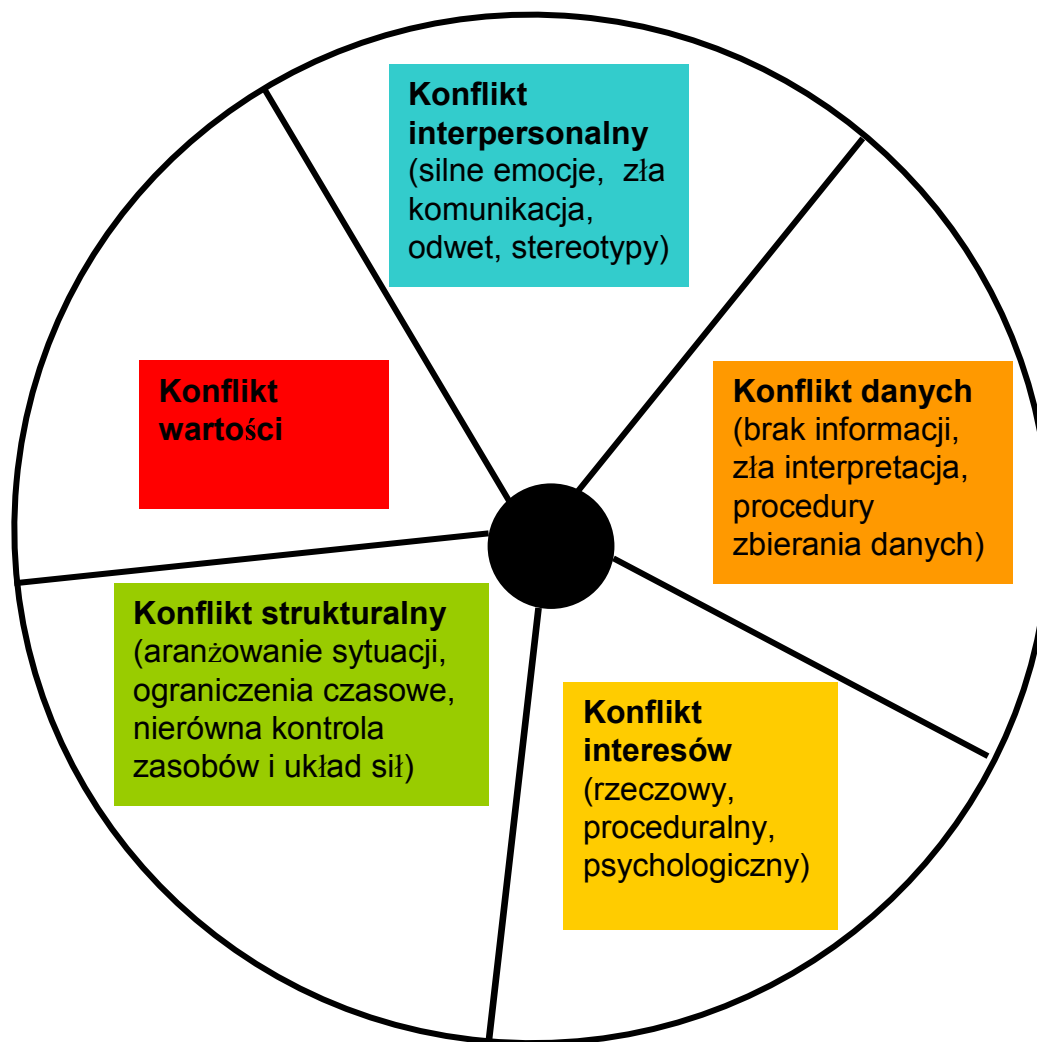 Konflikt
interpersonalny
(silne emocje, zła
komunikacja,
odwet, stereotypy)
Konflikt
wartości
Konflikt danych
(brak informacji,
zła interpretacja,
procedury
zbierania danych)
Konflikt strukturalny
(aranżowanie sytuacji,
ograniczenia czasowe,
nierówna kontrola
zasobów i układ sił)
Konflikt
interesów
(rzeczowy,
proceduralny,
psychologiczny)